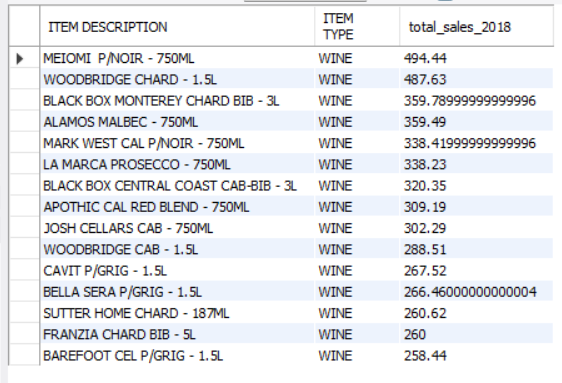 ITEM DESCRIPTION ITEM TYPE total_sales_2018
MEIOMI P/NOIR - 750ML WINE 494.44
WOODBRIDGE CHARD - 1.5L WINE 487.63
BLACK BOX MONTEREY CHARD BIB - 3L WINE 359.78999999999996
ALAMOS MALBEC - 750ML WINE 359.49
MARK WEST CAL P/NOIR - 750ML WINE 338.41999999999996
LA MARCA PROSECCO - 750ML WINE 338.23
BLACK BOX CENTRAL COAST CAB-BIB - 3L WINE 320.35
APOTHIC CAL RED BLEND - 750ML WINE 309.19
JOSH CELLARS CAB - 750ML WINE 302.29
WOODBRIDGE CAB - 1.5L WINE 288.51
CAVIT P/GRIG - 1.5L WINE 267.52
BELLA SERA P/GRIG - 1.5L WINE 266.46000000000004
SUTTER HOME CHARD - 187ML WINE 260.62
FRANZIA CHARD BIB - 5L WINE 260
BAREFOOT CEL P/GRIG - 1.5L WINE 258.44